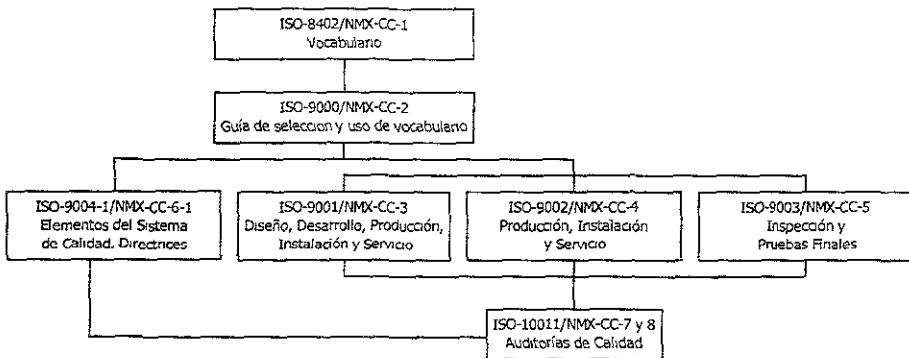 ISO-8402/NMX-CC-1
Vocabulario
ISO-9000/NMX-CC-2
Guía de seleccion y uso de vocabulario
ISO-9004-1/NMX-CC-6-1
Elementos del Sistema
de Calidad. Directrices
ISO-9001/NMX-CC-3
Diseño, Desarrollo, Producción,
Instalación y Servicio
ISO-9002/NMX-CC-4
Producción, Instalación
y Servicio
ISO-9003/NMX-CC-5
Inspección y
Pruebas Finales
ISO-10011/NMX-CC-7 y 8
Auditorías de Calidad